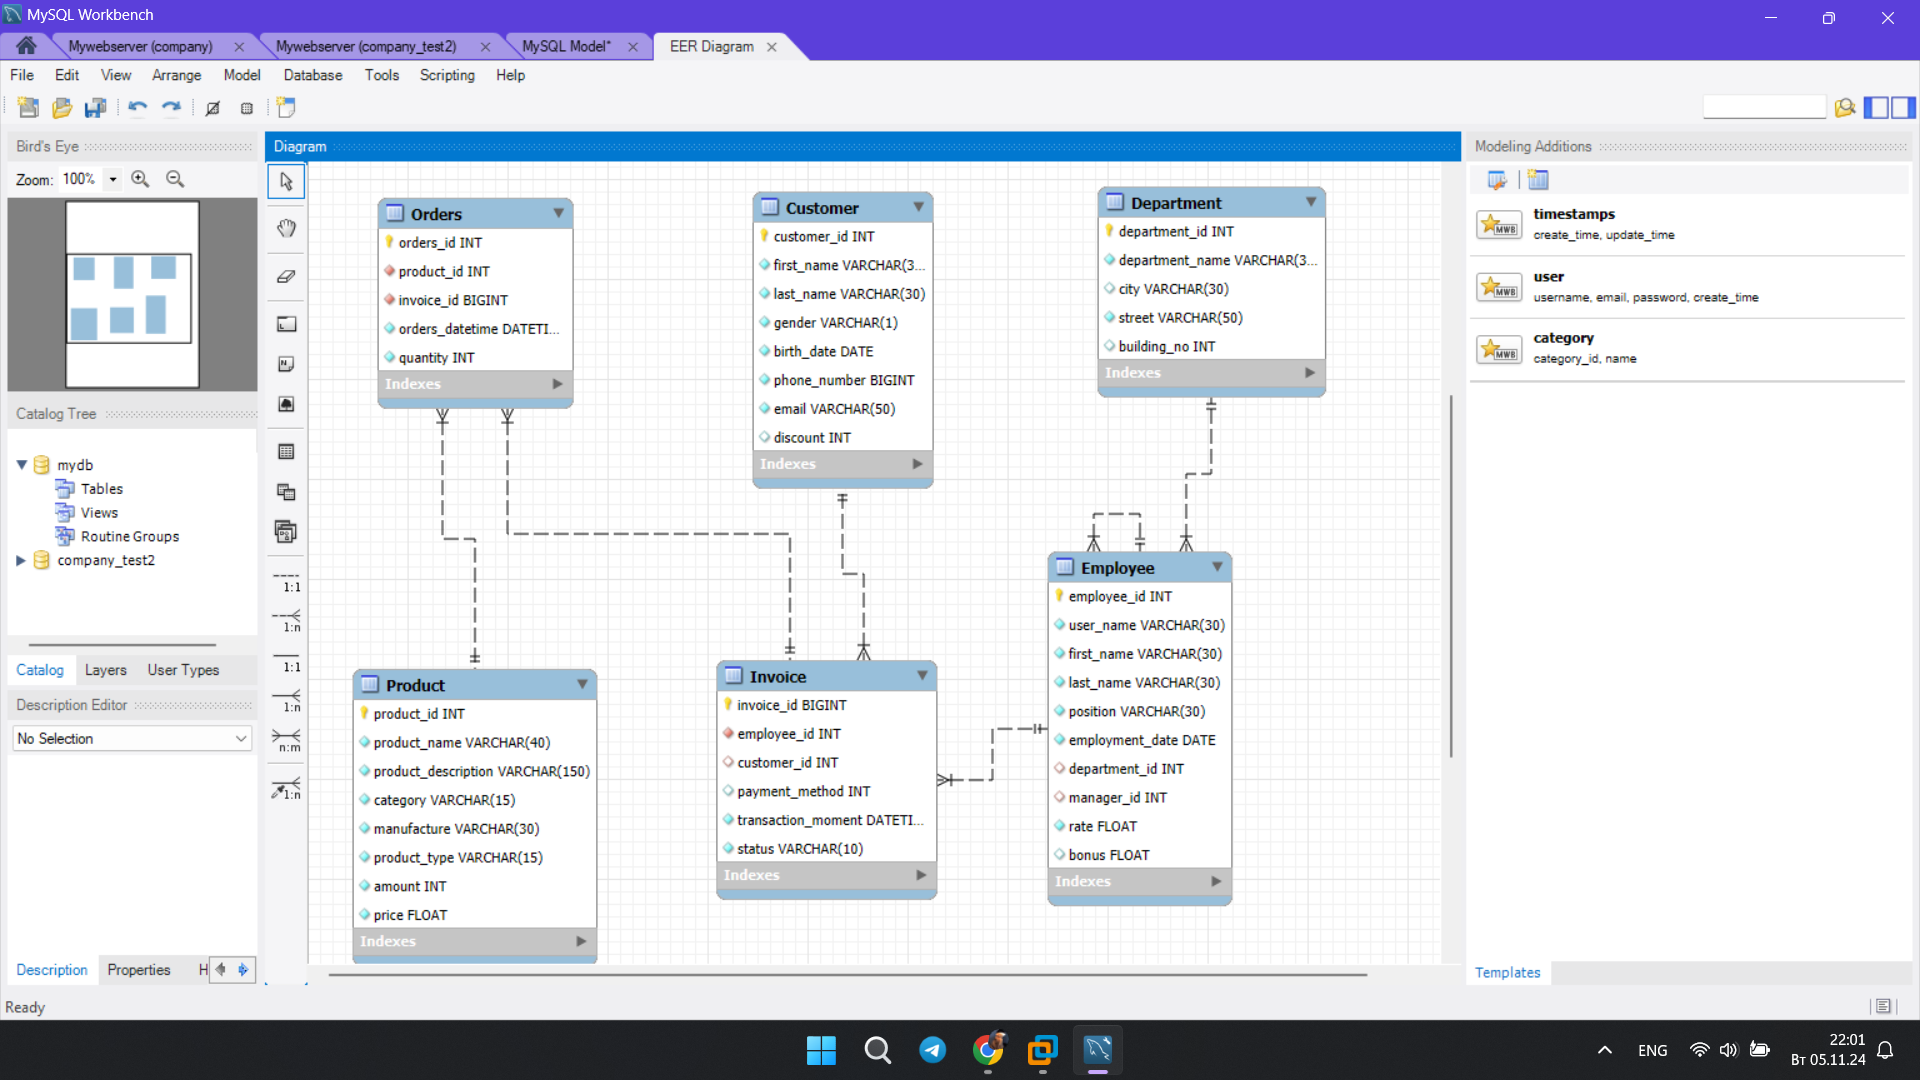 MySQL Workbench
Mywebserver (company)
Mywebserver (company_test2)
MySQL Model*
EER Diagram
File Edit View Arrange Model Database Tools Scripting Help
Bird's Eye
Zoom: 100%
Catalog Tree
mydb
Tables
Views
Routine Groups
company_test2
Catalog Layers User Types
Description Editor
No Selection
Description Properties H
Diagram
1:1
1:n
1:1
1:n
n:m
1:n
Orders
orders_id INT
product_id INT
invoice_id BIGINT
orders_datetime DATETI...
quantity INT
Indexes
Customer
customer_id INT
first_name VARCHAR(3...
last_name VARCHAR(30)
gender VARCHAR(1)
birth_date DATE
phone_number BIGINT
email VARCHAR(50)
discount INT
Indexes
Department
department_id INT
department_name VARCHAR(3...
city VARCHAR(30)
street VARCHAR(50)
building_no INT
Indexes
Product
product_id INT
product_name VARCHAR(40)
product_description VARCHAR(150)
category VARCHAR(15)
manufacture VARCHAR(30)
product_type VARCHAR(15)
amount INT
price FLOAT
Indexes
Invoice
invoice_id BIGINT
employee_id INT
customer_id INT
payment_method INT
transaction_moment DATETI...
status VARCHAR(10)
Indexes
Employee
employee_id INT
user_name VARCHAR(30)
first_name VARCHAR(30)
last_name VARCHAR(30)
position VARCHAR(30)
employment_date DATE
department_id INT
manager_id INT
rate FLOAT
bonus FLOAT
Indexes
Modeling Additions
MWB
timestamps
create_time, update_time
MWB
user
username, email, password, create_time
MWB
category
category_id, name
Templates
Ready
ENG
22:01
Вт 05.11.24